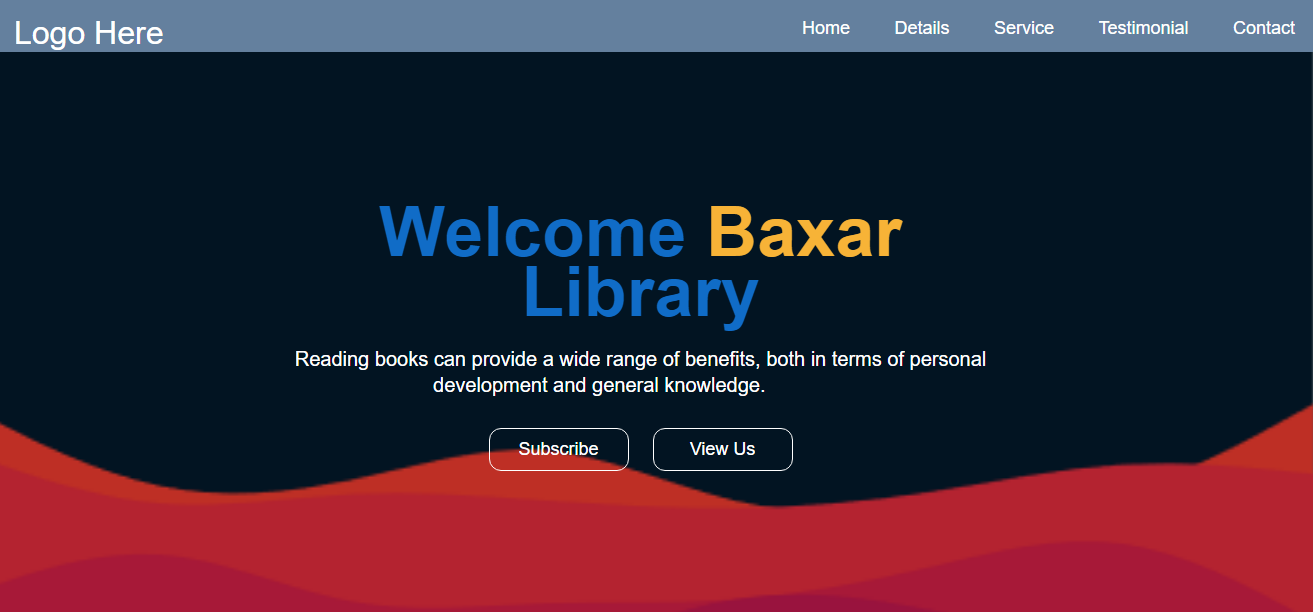 Logo Here
Home Details Service Testimonial Contact
Welcome Baxar
Library
Reading books can provide a wide range of benefits, both in terms of personal
development and general knowledge.
Subscribe View Us